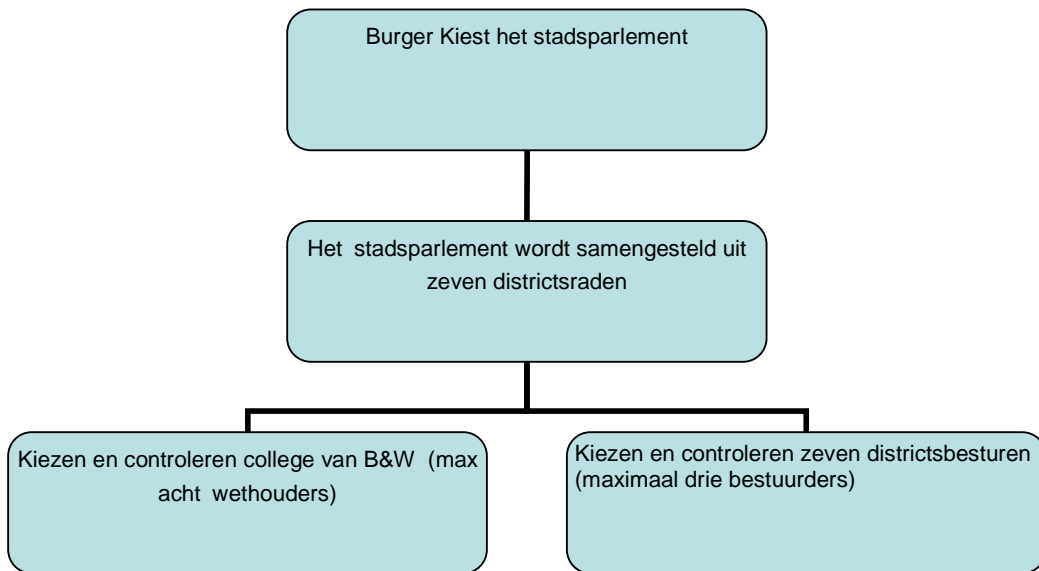 Burger Kiest het stadsparlement
Het stadsparlement wordt samengesteld uit
zeven districtsraden
Kiezen en controleren college van B&W (max
acht wethouders)
Kiezen en controleren zeven districtsbesturen
(maximaal drie bestuurders)